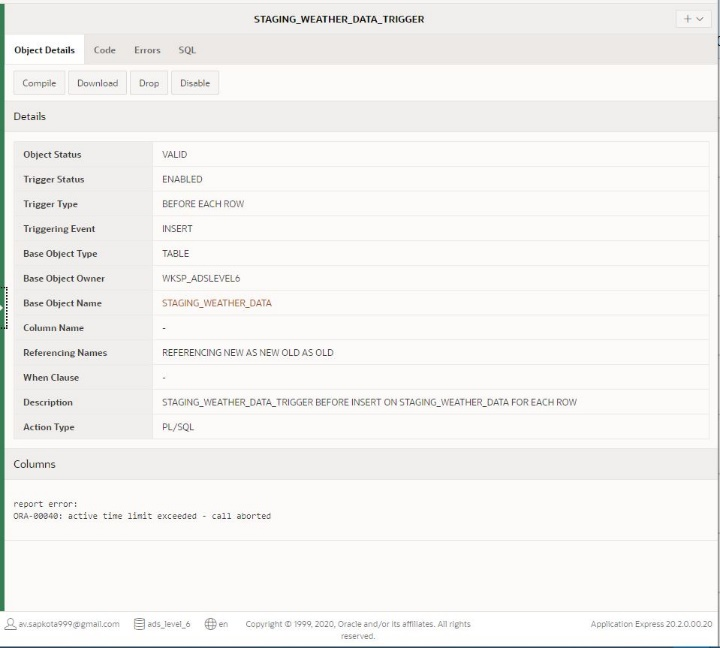 STAGING_WEATHER_DATA_TRIGGER
Object Details Code Errors SQL
Compile Download Drop Disable
Details
Object Status VALID
Trigger Status ENABLED
Trigger Type BEFORE EACH ROW
Triggering Event INSERT
Base Object Type TABLE
Base Object Owner WKSP_ADSLEVEL6
Base Object Name STAGING_WEATHER_DATA
Column Name -
Referencing Names REFERENCING NEW AS NEW OLD AS OLD
When Clause -
Description STAGING_WEATHER_DATA_TRIGGER BEFORE INSERT ON STAGING_WEATHER_DATA FOR EACH ROW
Action Type PL/SQL
Columns
report error:
ORA-00040: active time limit exceeded - call aborted
av.sapkota999@gmail.com ads_level_6 en Copyright © 1999, 2020, Oracle and/or its affiliates. All rights Application Express 20.2.0.00.20
reserved.